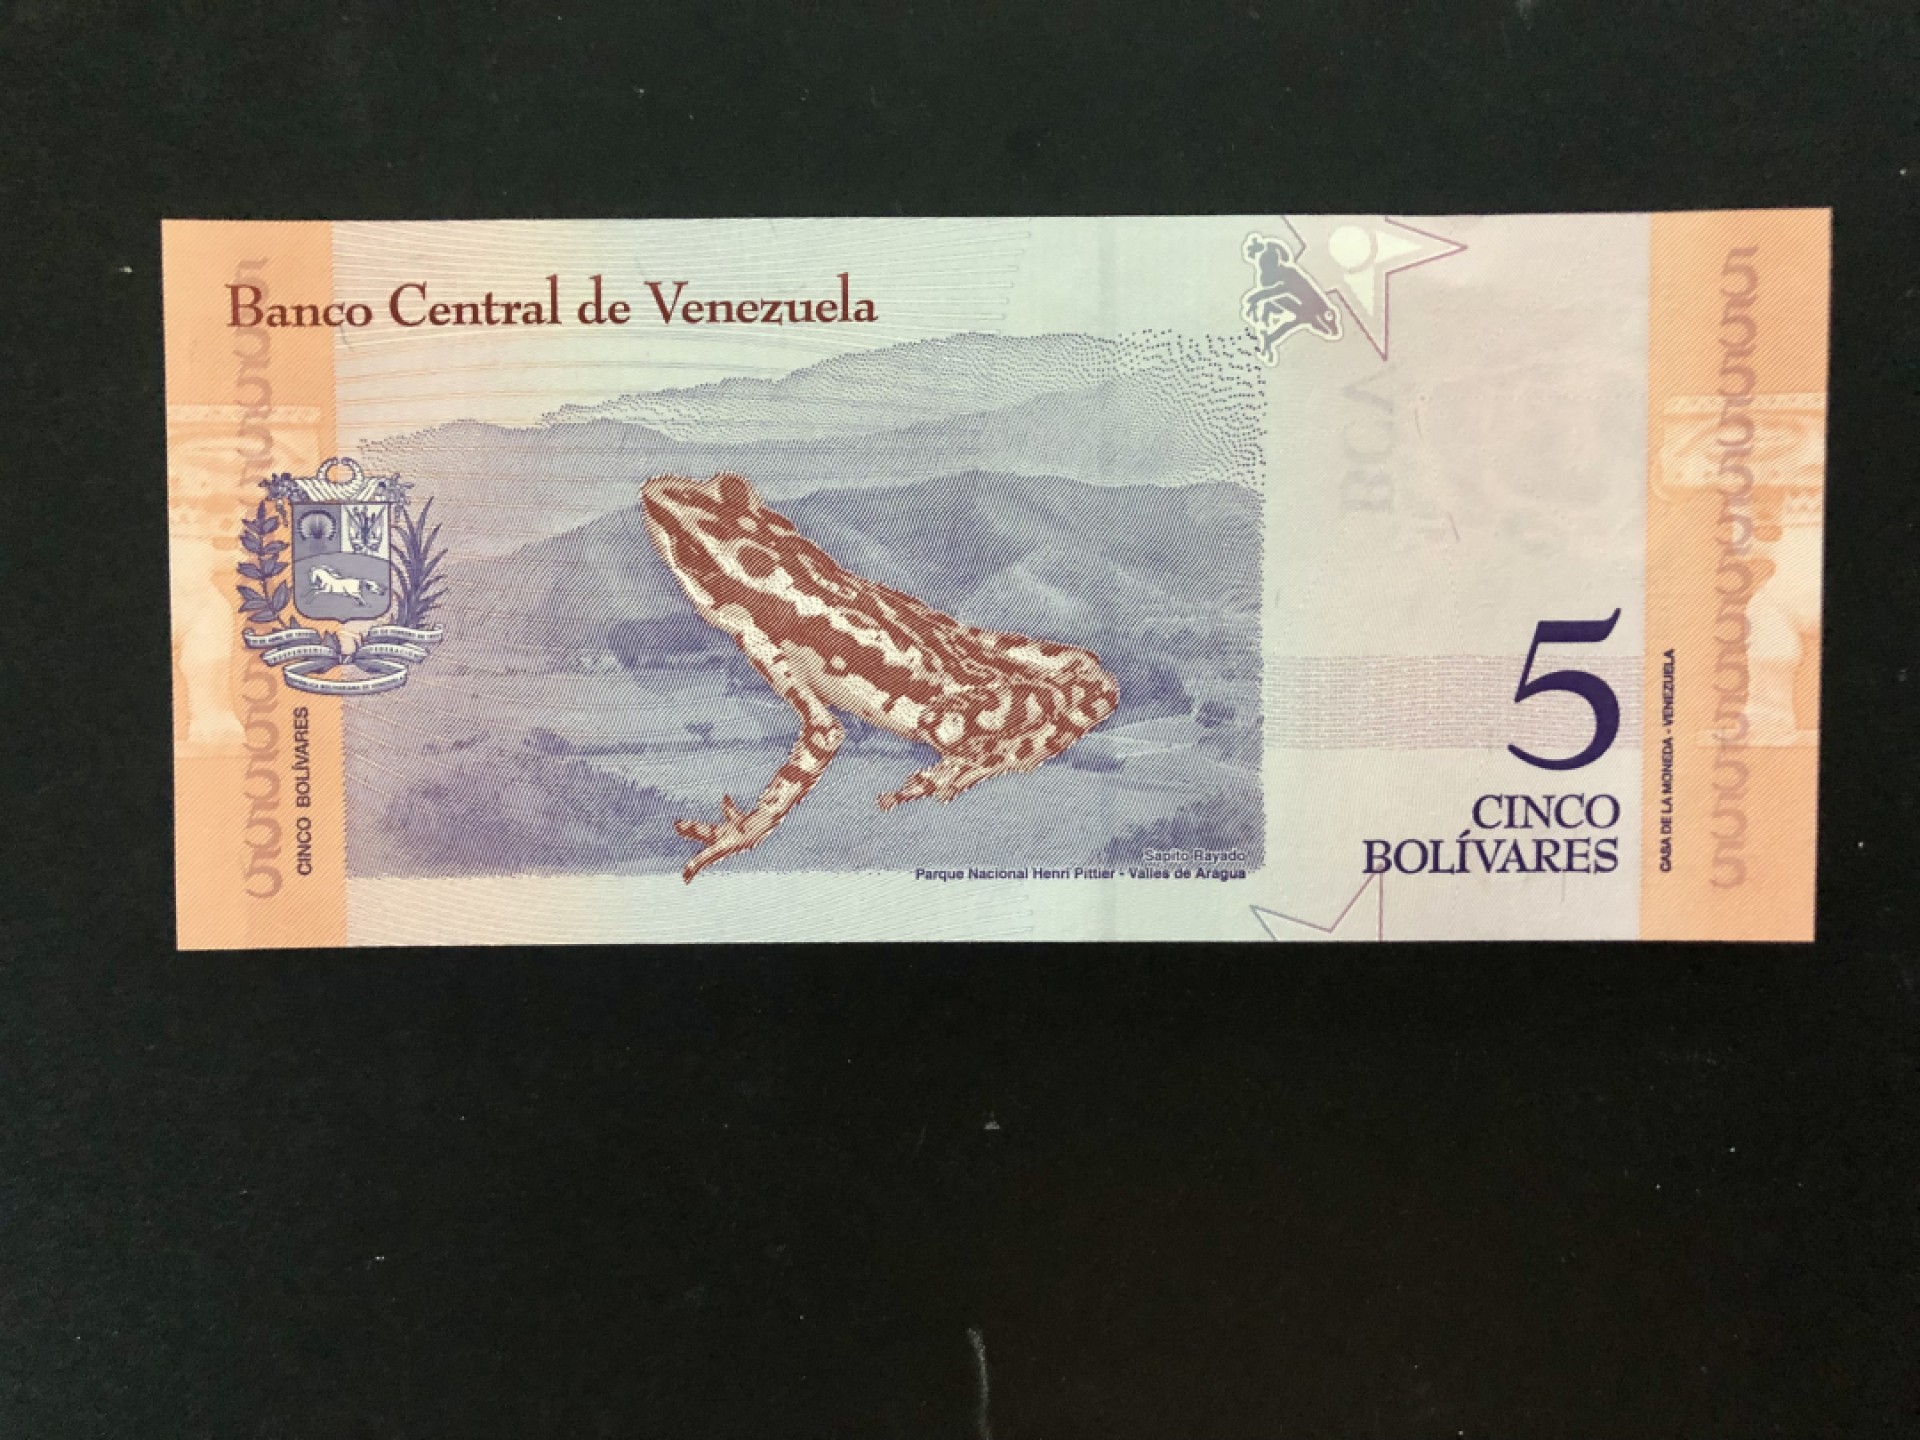 Banco Central de Venezuela
CINCO BOLÍVARES
5
CINCO
BOLÍVARES
Sapito Rayado
Parque Nacional Henri Pittier - Valles de Aragua
CASA DE LA MONEDA - VENEZUELA
BCV